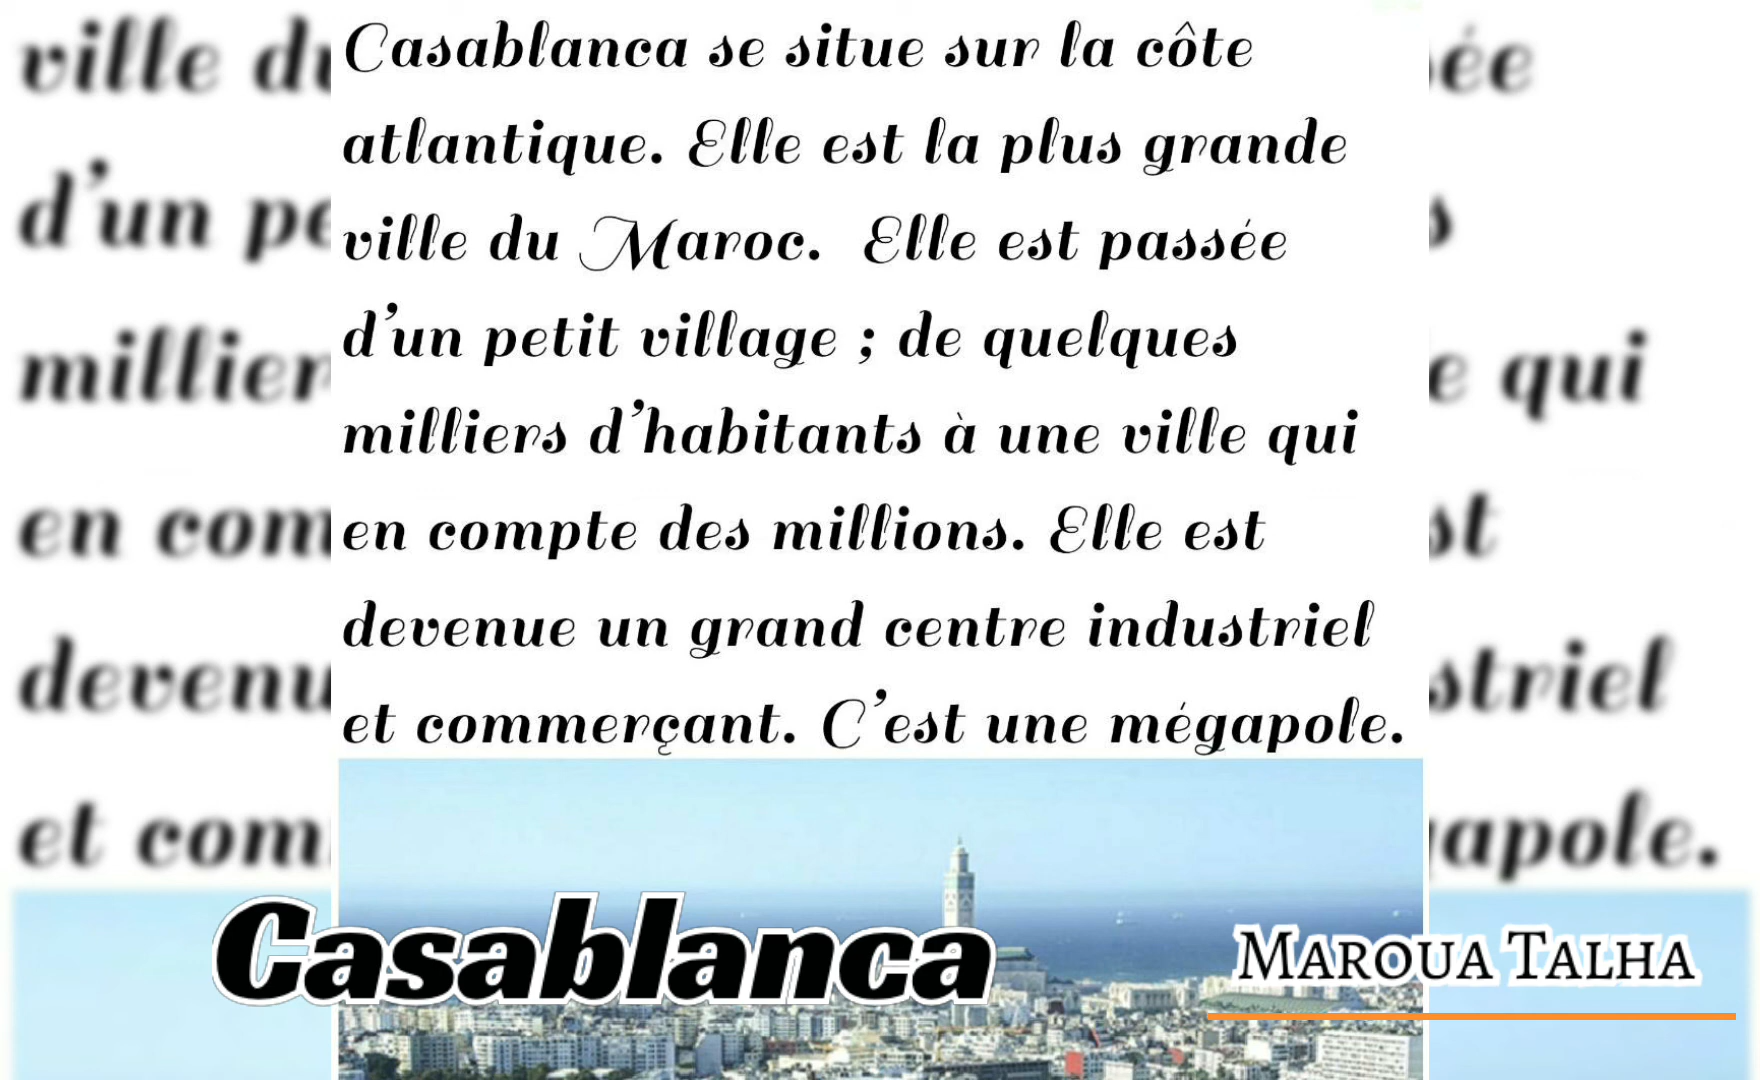 Casablanca se situe sur la côte
atlantique. Elle est la plus grande
ville du Maroc. Elle est passée
d’un petit village ; de quelques
milliers d’habitants à une ville qui
en compte des millions. Elle est
devenue un grand centre industriel
et commerçant. C’est une mégapole.
Casablanca
MAROUA TALHA